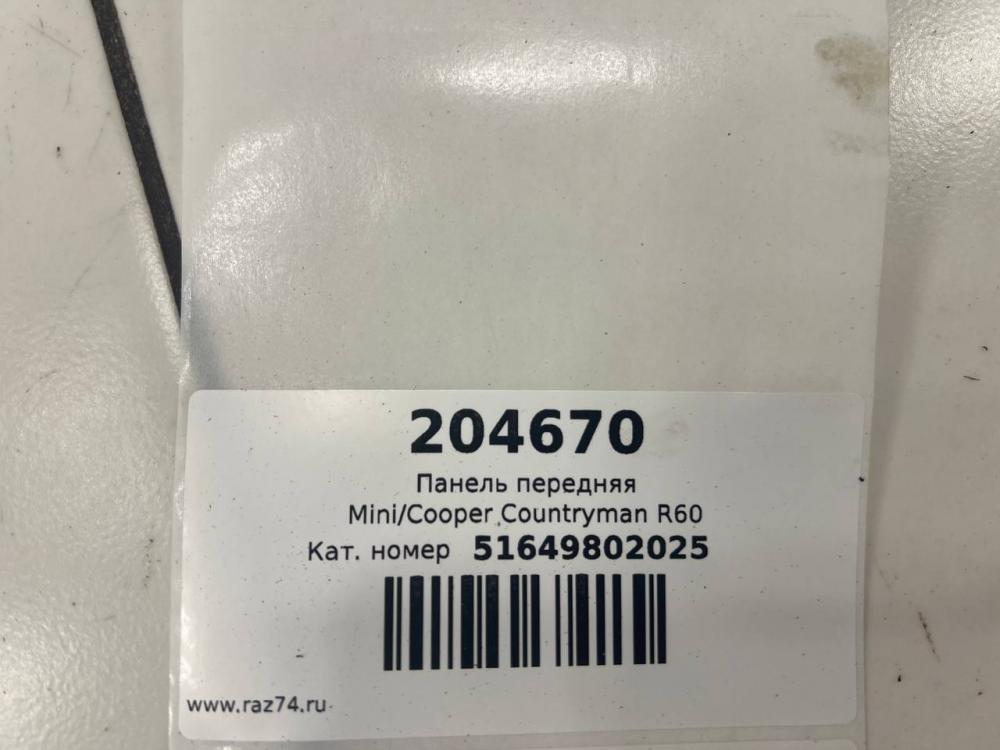 204670
Панель передняя
Mini/Cooper Countryman R60
Кат. номер 51649802025
www.raz74.ru